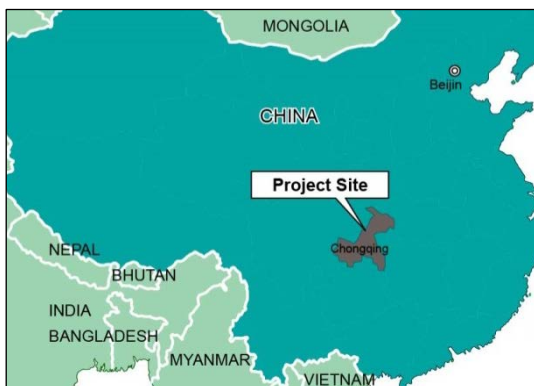 MONGOLIA
Beijin
CHINA
Project Site
Chongqing
NEPAL
BHUTAN
INDIA
BANGLADESH
MYANMAR
VIETNAM